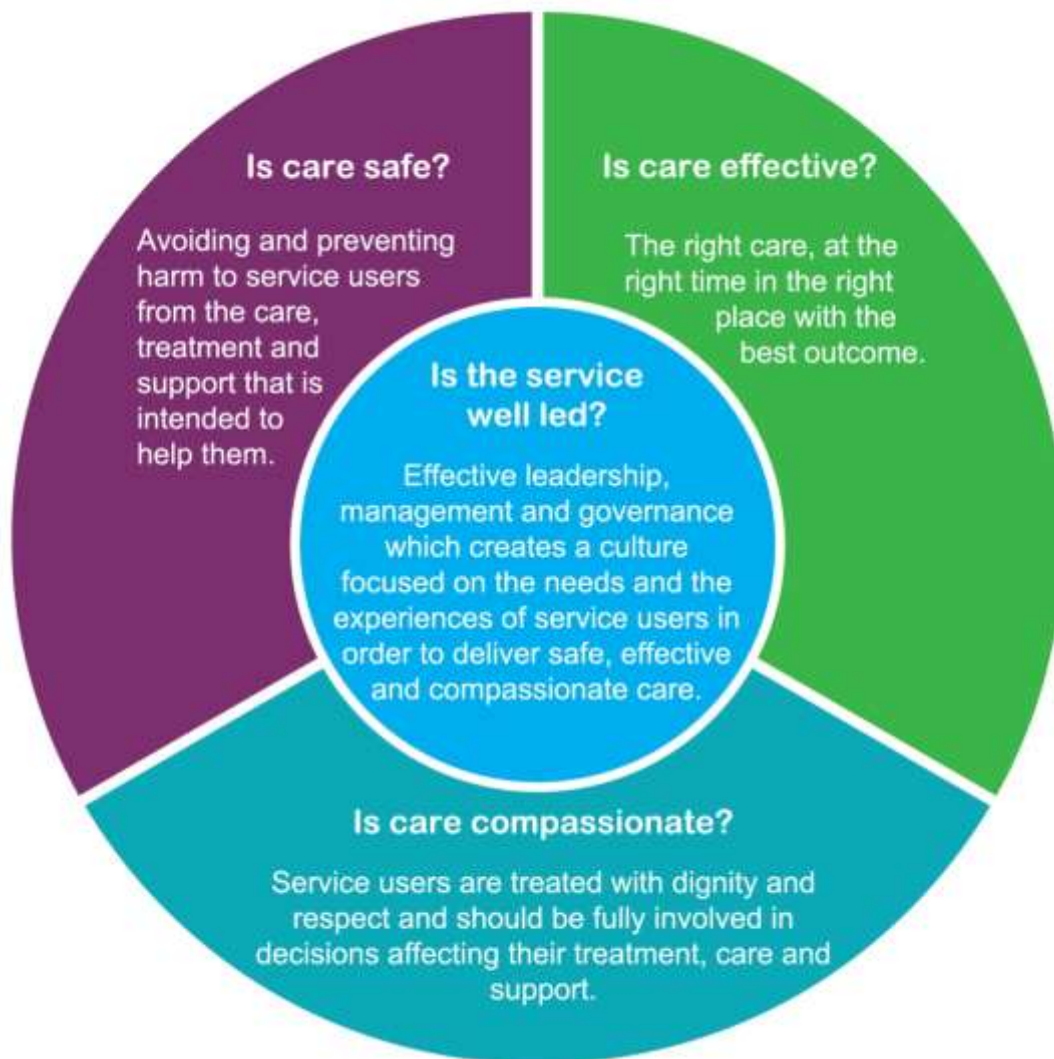 Is care safe?
Avoiding and preventing
harm to service users
from the care,
treatment and
support that is
intended to
help them.
Is care effective?
The right care, at the
right time in the right
place with the
best outcome.
Is the service
well led?
Effective leadership,
management and governance
which creates a culture
focused on the needs and the
experiences of service users in
order to deliver safe, effective
and compassionate care.
Is care compassionate?
Service users are treated with dignity and
respect and should be fully involved in
decisions affecting their treatment, care and
support.